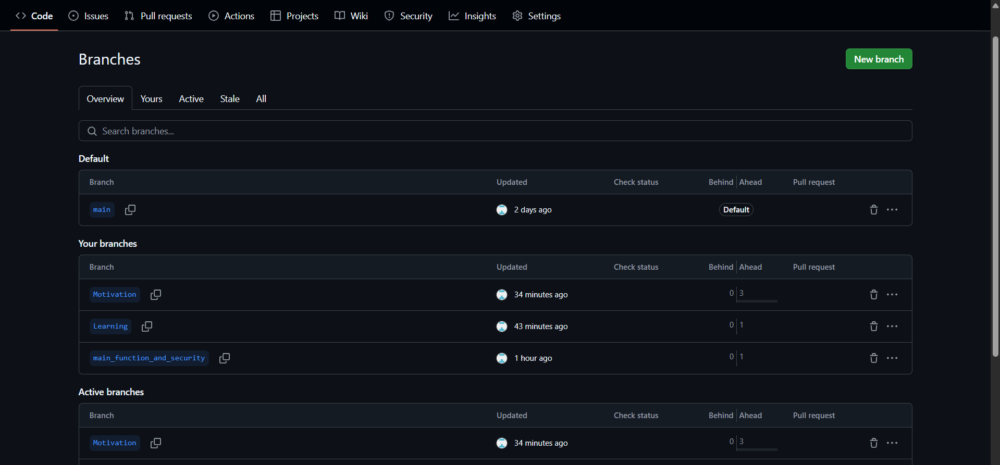 Code Issues Pull requests Actions Projects Wiki Security Insights Settings
Branches
New branch
Overview Yours Active Stale All
Search branches...
Default
Branch Updated Check status Behind Ahead Pull request
main 2 days ago Default
Your branches
Branch Updated Check status Behind Ahead Pull request
Motivation 34 minutes ago 0 3
Learning 43 minutes ago 0 1
main_function_and_security 1 hour ago 0 1
Active branches
Branch Updated Check status Behind Ahead Pull request
Motivation 34 minutes ago 0 3